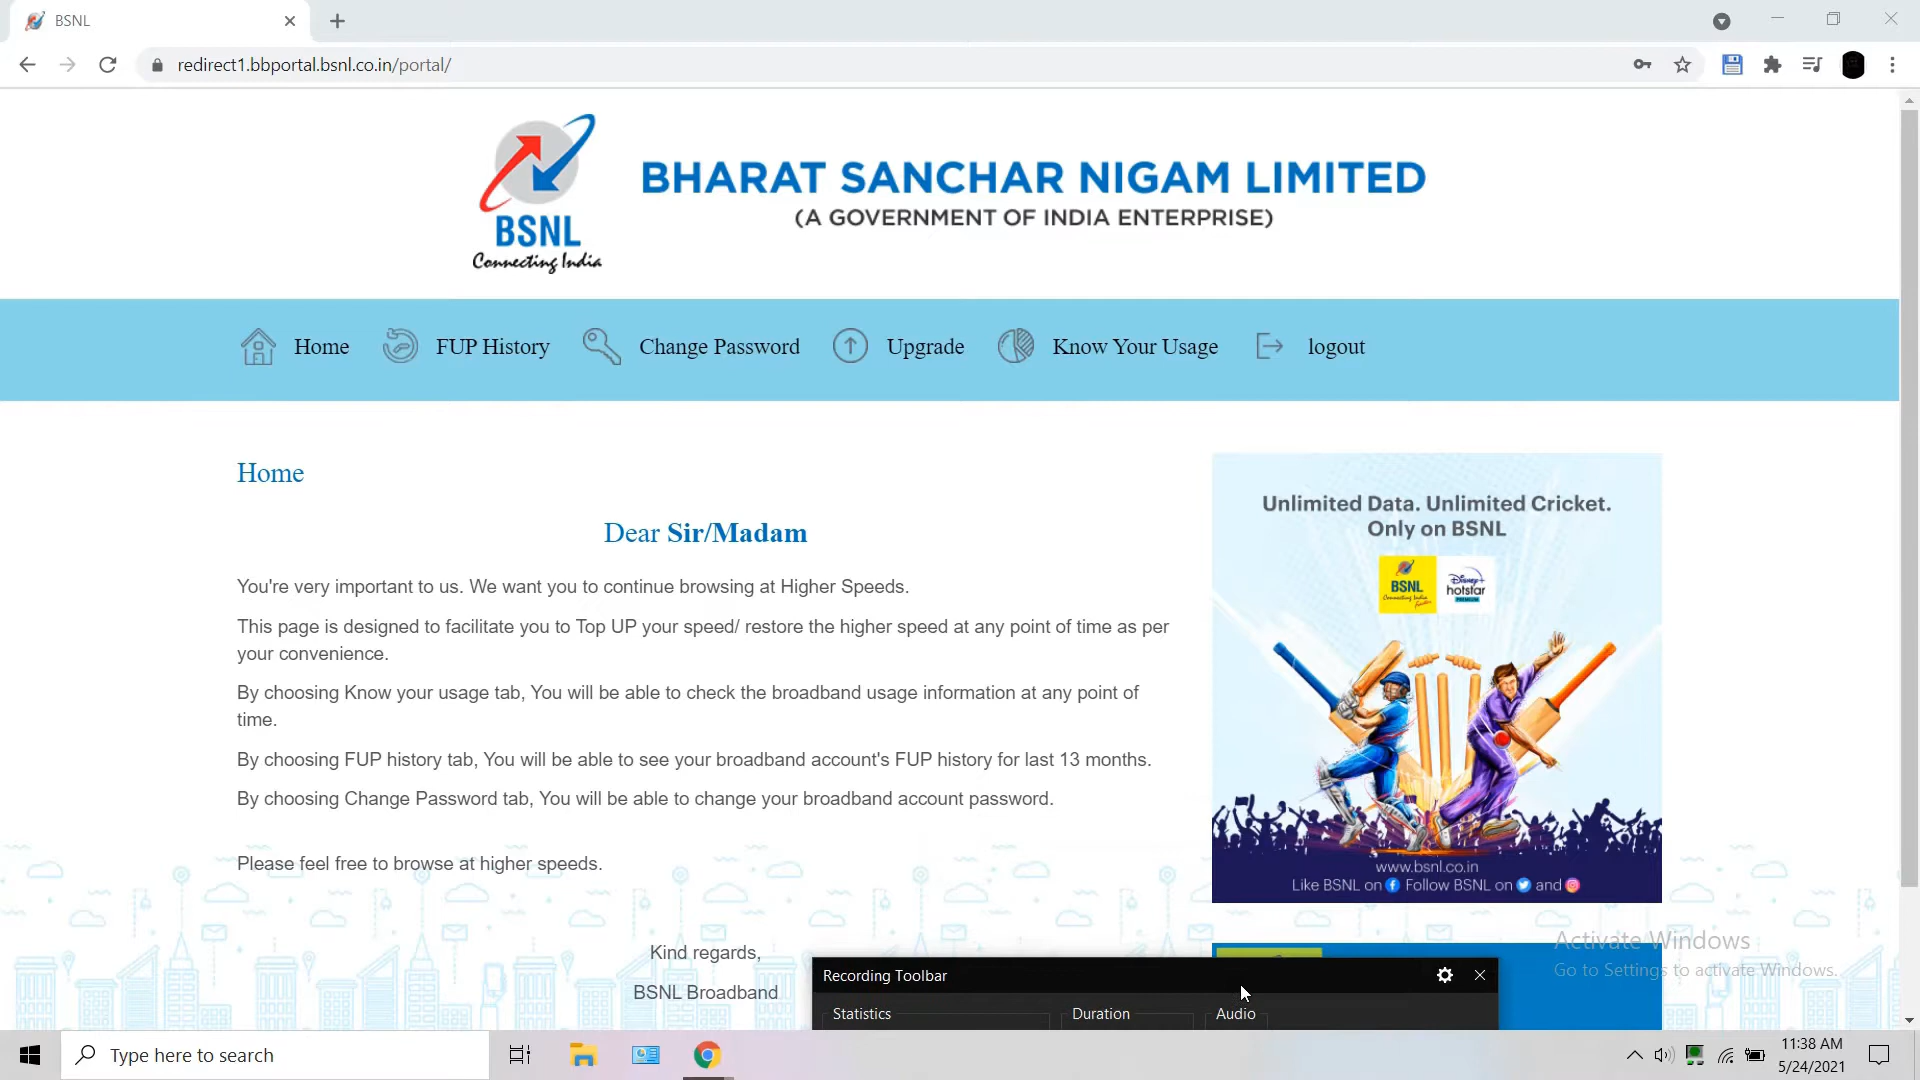 BSNL
redirect1.bbportal.bsnl.co.in/portal/
BSNL
Connecting India
BHARAT SANCHAR NIGAM LIMITED
(A GOVERNMENT OF INDIA ENTERPRISE)
Home
FUP History
Change Password
Upgrade
Know Your Usage
logout
Home
Dear Sir/Madam
You're very important to us. We want you to continue browsing at Higher Speeds.
This page is designed to facilitate you to Top UP your speed/ restore the higher speed at any point of time as per
your convenience.
By choosing Know your usage tab, You will be able to check the broadband usage information at any point of
time.
By choosing FUP history tab, You will be able to see your broadband account's FUP history for last 13 months.
By choosing Change Password tab, You will be able to change your broadband account password.
Please feel free to browse at higher speeds.
Kind regards,
BSNL Broadband
Unlimited Data. Unlimited Cricket.
Only on BSNL
BSNL
Connecting India
Disney+
hotstar
PREMIUM
www.bsnl.co.in
Like BSNL on Follow BSNL on and
Activate Windows
Go to Settings to activate Windows.
Recording Toolbar
Statistics
Duration
Audio
Type here to search
11:38 AM
5/24/2021